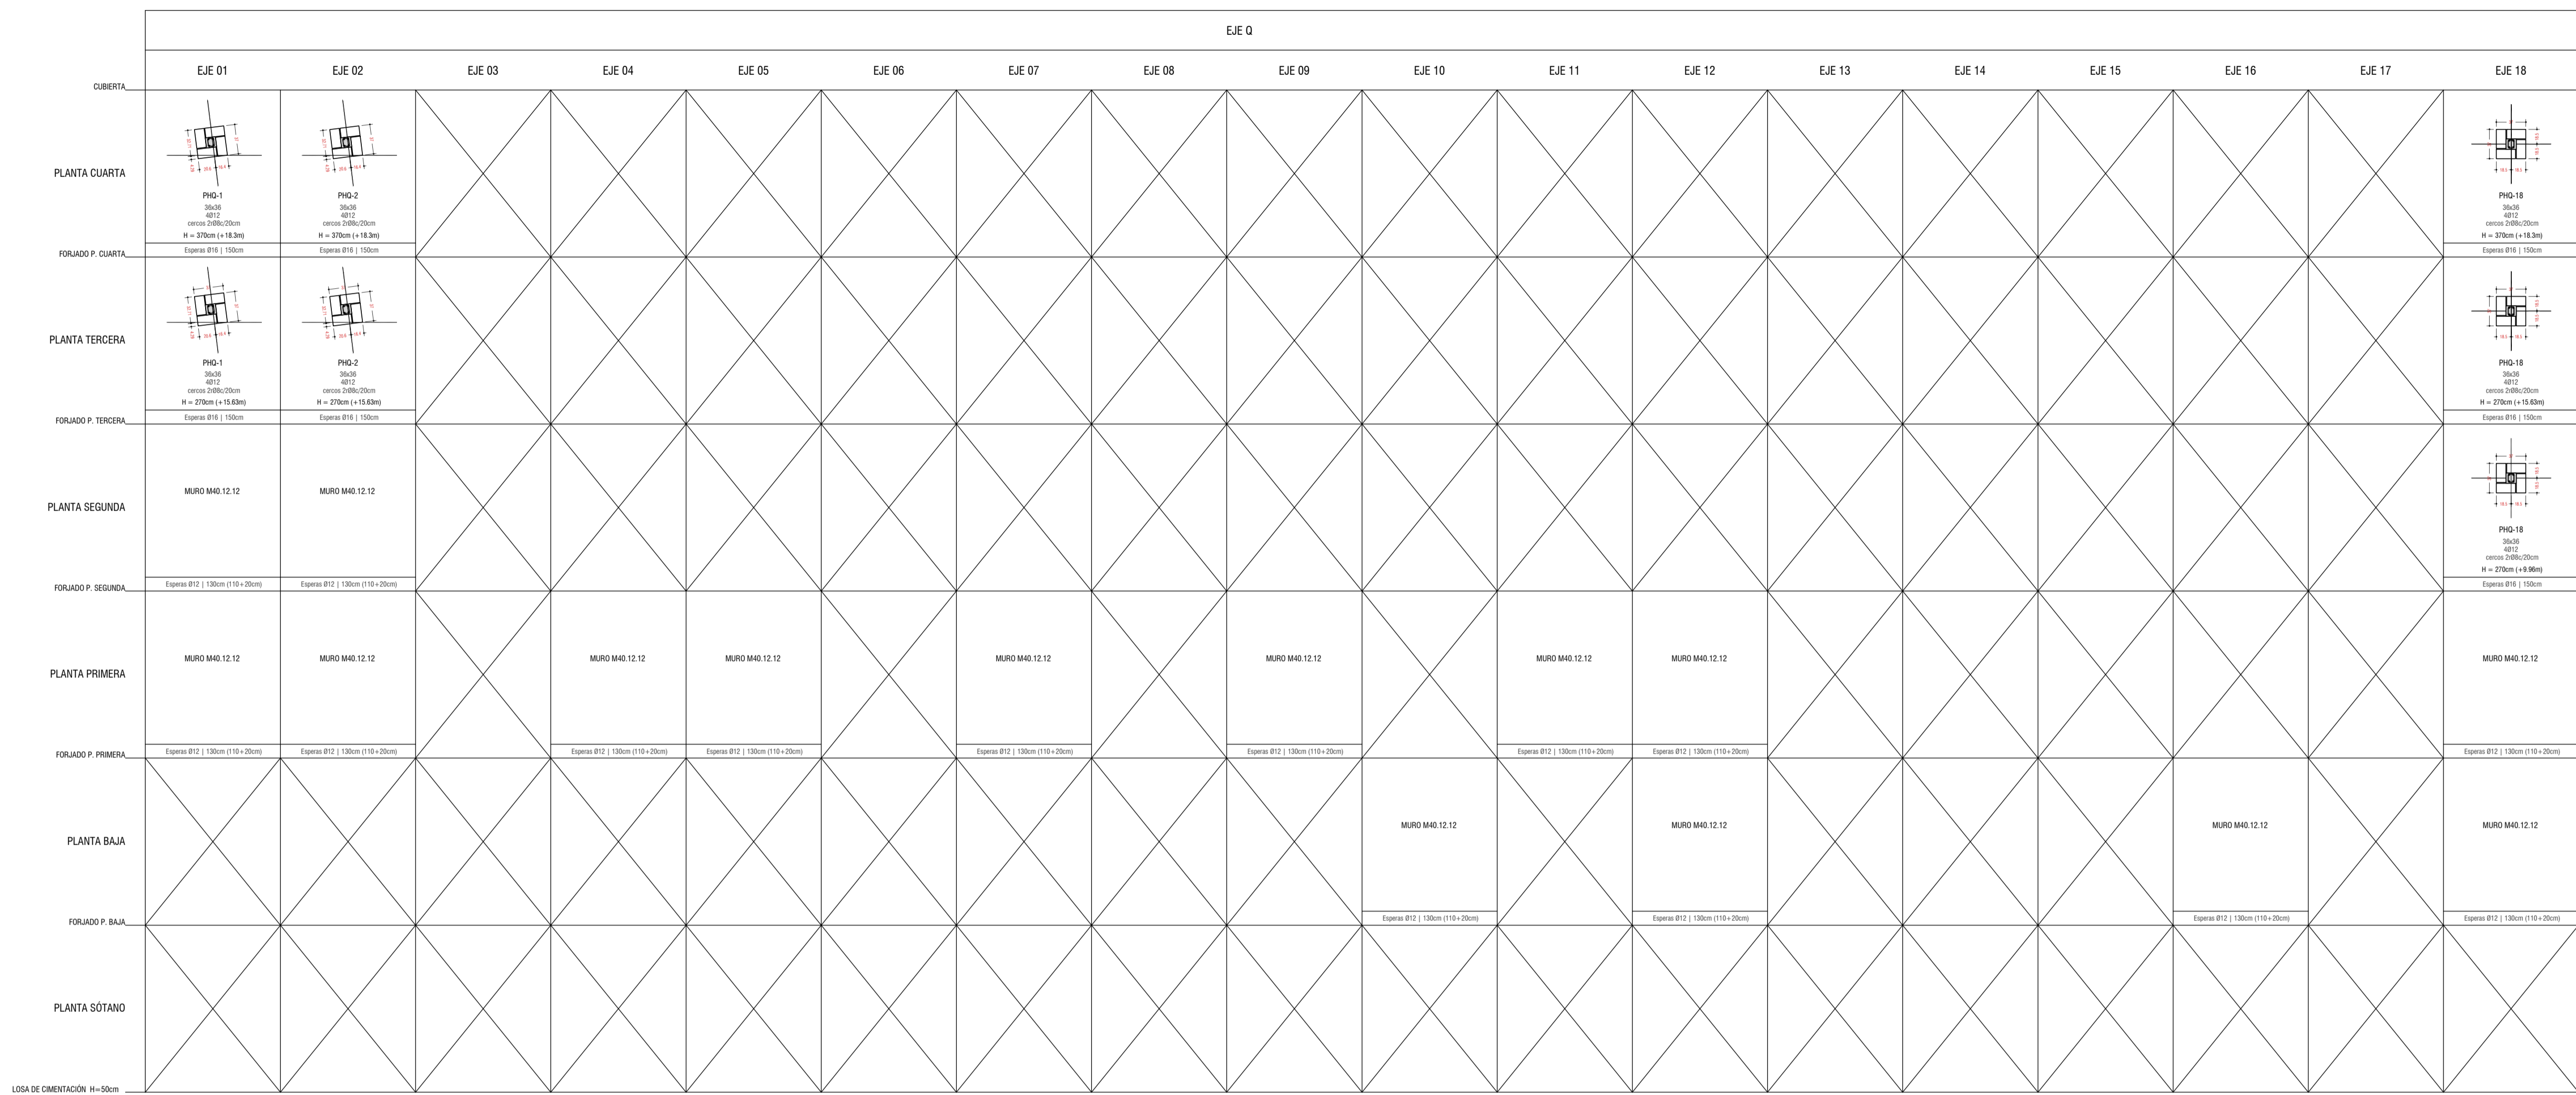 EJE Q
EJE 01 EJE 02 EJE 03 EJE 04 EJE 05 EJE 06 EJE 07 EJE 08 EJE 09 EJE 10 EJE 11 EJE 12 EJE 13 EJE 14 EJE 15 EJE 16 EJE 17 EJE 18
CUBIERTA
PLANTA CUARTA
PHQ-1 PHQ-2 PHQ-18
36x36 36x36 36x36
4Ø12 4Ø12 4Ø12
cercos 2rØ8c/20cm cercos 2rØ8c/20cm cercos 2rØ8c/20cm
H = 370cm (+18.3m) H = 370cm (+18.3m) H = 370cm (+18.3m)
Esperas Ø16 | 150cm Esperas Ø16 | 150cm Esperas Ø16 | 150cm
FORJADO P. CUARTA
PLANTA TERCERA
PHQ-1 PHQ-2 PHQ-18
36x36 36x36 36x36
4Ø12 4Ø12 4Ø12
cercos 2rØ8c/20cm cercos 2rØ8c/20cm cercos 2rØ8c/20cm
H = 270cm (+15.63m) H = 270cm (+15.63m) H = 270cm (+15.63m)
Esperas Ø16 | 150cm Esperas Ø16 | 150cm Esperas Ø16 | 150cm
FORJADO P. TERCERA
MURO M40.12.12 MURO M40.12.12
PLANTA SEGUNDA
PHQ-18
36x36
4Ø12
cercos 2rØ8c/20cm
H = 270cm (+9.96m)
Esperas Ø12 | 130cm (110+20cm) Esperas Ø12 | 130cm (110+20cm) Esperas Ø16 | 150cm
FORJADO P. SEGUNDA
MURO M40.12.12 MURO M40.12.12 MURO M40.12.12 MURO M40.12.12 MURO M40.12.12 MURO M40.12.12 MURO M40.12.12 MURO M40.12.12 MURO M40.12.12
PLANTA PRIMERA
Esperas Ø12 | 130cm (110+20cm) Esperas Ø12 | 130cm (110+20cm) Esperas Ø12 | 130cm (110+20cm) Esperas Ø12 | 130cm (110+20cm) Esperas Ø12 | 130cm (110+20cm) Esperas Ø12 | 130cm (110+20cm) Esperas Ø12 | 130cm (110+20cm) Esperas Ø12 | 130cm (110+20cm) Esperas Ø12 | 130cm (110+20cm)
FORJADO P. PRIMERA
MURO M40.12.12 MURO M40.12.12 MURO M40.12.12 MURO M40.12.12
PLANTA BAJA
Esperas Ø12 | 130cm (110+20cm) Esperas Ø12 | 130cm (110+20cm) Esperas Ø12 | 130cm (110+20cm) Esperas Ø12 | 130cm (110+20cm)
FORJADO P. BAJA
PLANTA SÓTANO
LOSA DE CIMENTACIÓN H=50cm